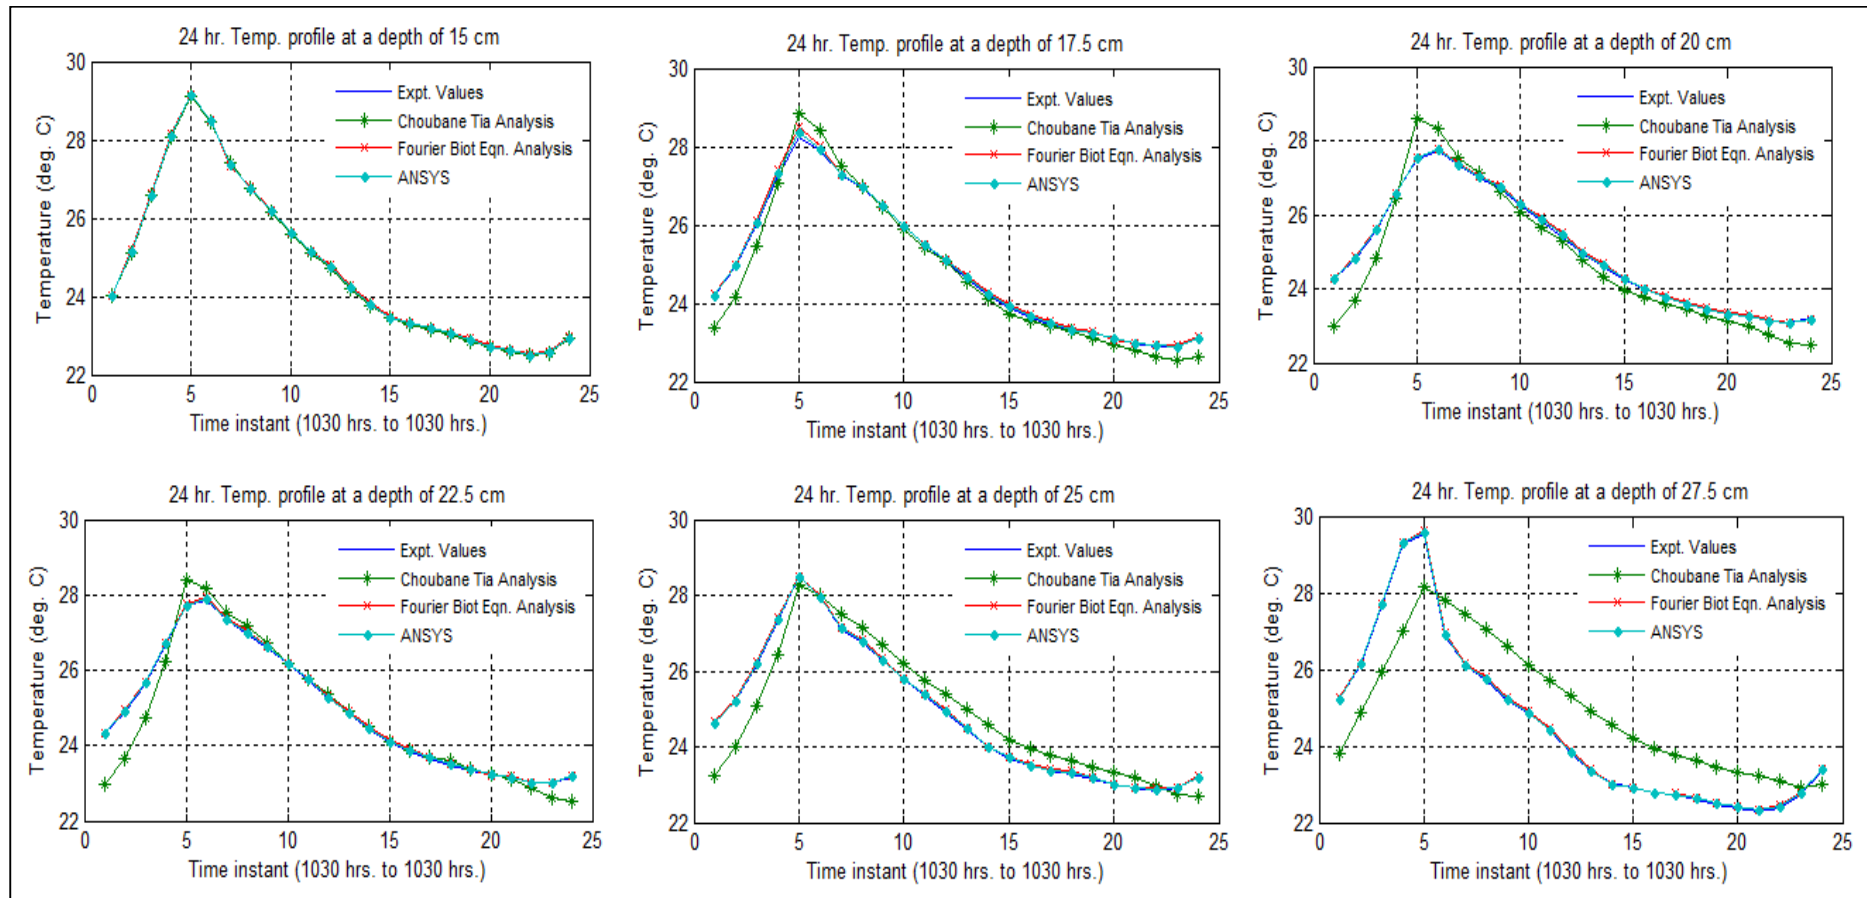 24 hr. Temp. profile at a depth of 15 cm
Temperature (deg. C)
30
28
26
24
22
0 5 10 15 20 25
Expt. Values
Choubane Tia Analysis
Fourier Biot Eqn. Analysis
ANSYS
Time instant (1030 hrs. to 1030 hrs.)
24 hr. Temp. profile at a depth of 17.5 cm
Temperature (deg. C)
30
28
26
24
22
0 5 10 15 20 25
Expt. Values
Choubane Tia Analysis
Fourier Biot Eqn. Analysis
ANSYS
Time instant (1030 hrs. to 1030 hrs.)
24 hr. Temp. profile at a depth of 20 cm
Temperature (deg. C)
30
28
26
24
22
0 5 10 15 20 25
Expt. Values
Choubane Tia Analysis
Fourier Biot Eqn. Analysis
ANSYS
Time instant (1030 hrs. to 1030 hrs.)
24 hr. Temp. profile at a depth of 22.5 cm
Temperature (deg. C)
30
28
26
24
22
0 5 10 15 20 25
Expt. Values
Choubane Tia Analysis
Fourier Biot Eqn. Analysis
ANSYS
Time instant (1030 hrs. to 1030 hrs.)
24 hr. Temp. profile at a depth of 25 cm
Temperature (deg. C)
30
28
26
24
22
0 5 10 15 20 25
Expt. Values
Choubane Tia Analysis
Fourier Biot Eqn. Analysis
ANSYS
Time instant (1030 hrs. to 1030 hrs.)
24 hr. Temp. profile at a depth of 27.5 cm
Temperature (deg. C)
30
28
26
24
22
0 5 10 15 20 25
Expt. Values
Choubane Tia Analysis
Fourier Biot Eqn. Analysis
ANSYS
Time instant (1030 hrs. to 1030 hrs.)